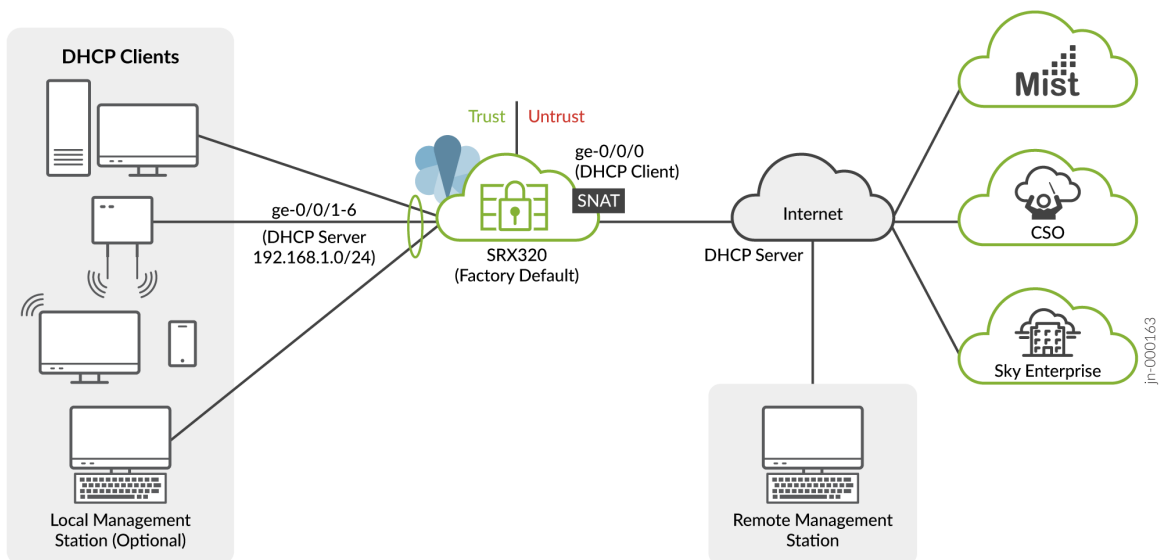 DHCP Clients
Trust
Untrust
ge-0/0/0
(DHCP Client)
SNAT
ge-0/0/1-6
(DHCP Server
192.168.1.0/24)
SRX320
(Factory Default)
Internet
DHCP Server
Mist
CSO
Sky Enterprise
Local Management
Station (Optional)
Remote Management
Station
jn-000163